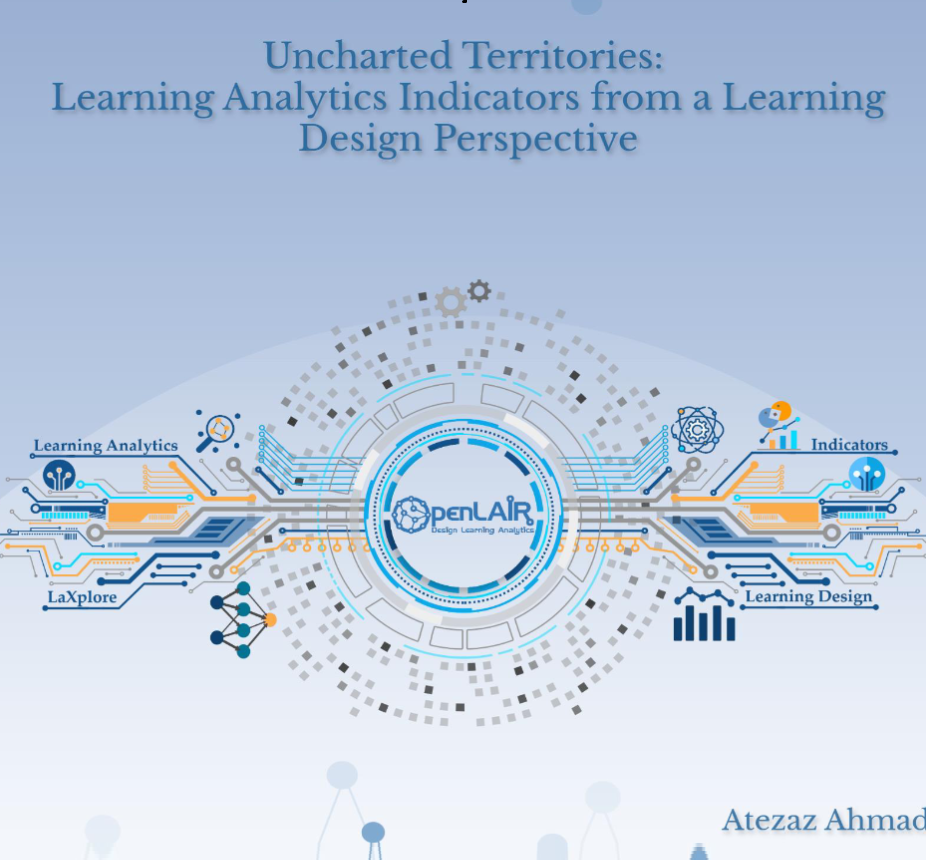 Uncharted Territories:
Learning Analytics Indicators from a Learning
Design Perspective
Learning Analytics
Indicators
OpenLAIR
Design Learning Analytics
LaXplore
Learning Design
Atezaz Ahmad